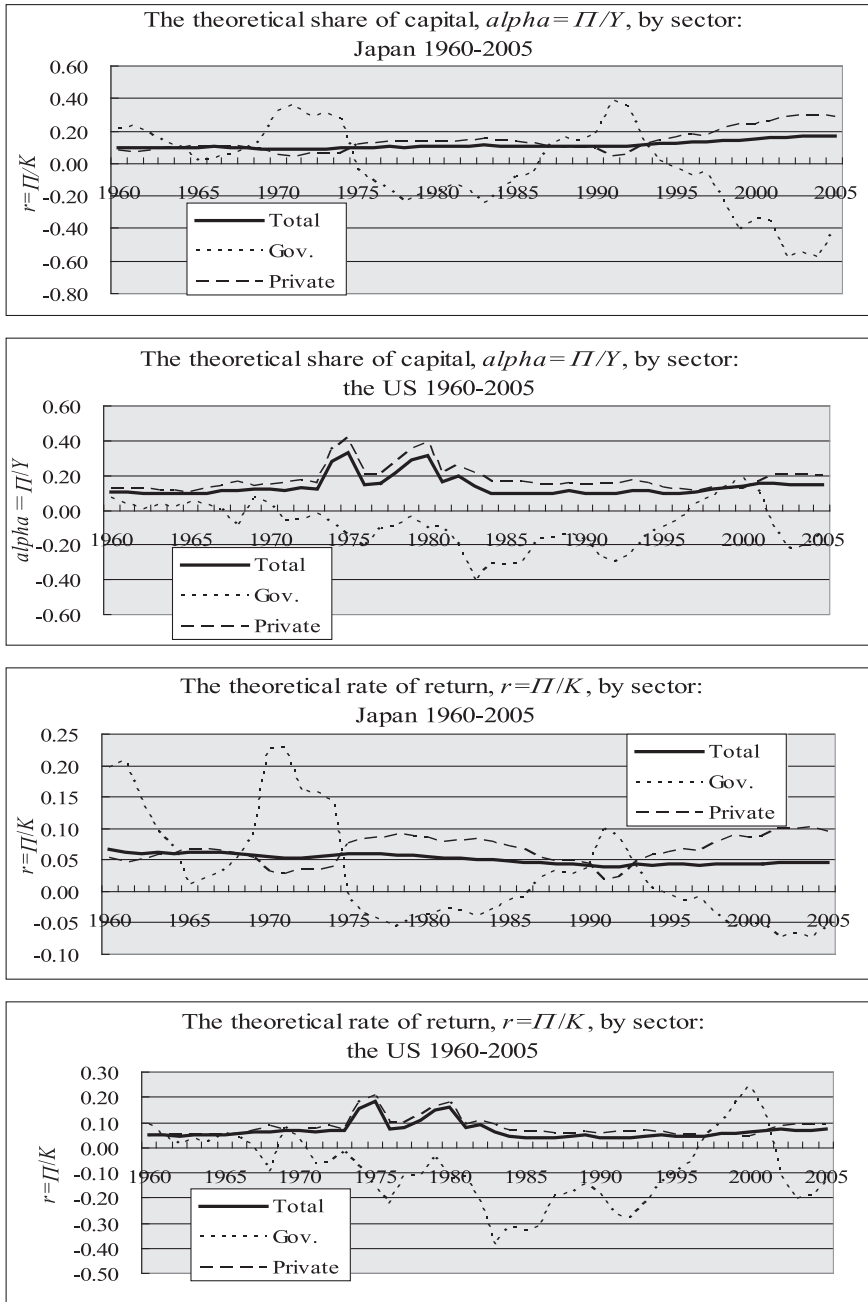 The theoretical share of capital, alpha=Π/Y, by sector:
Japan 1960-2005
r=Π/K
0.60
0.40
0.20
0.00
-0.20
-0.40
-0.60
-0.80
1960 1965 1970 1975 1980 1985 1990 1995 2000 2005
Total
Gov.
Private
The theoretical share of capital, alpha=Π/Y, by sector:
the US 1960-2005
alpha=Π/Y
0.60
0.40
0.20
0.00
-0.20
-0.40
-0.60
1960 1965 1970 1975 1980 1985 1990 1995 2000 2005
Total
Gov.
Private
The theoretical rate of return, r=Π/K, by sector:
Japan 1960-2005
r=Π/K
0.25
0.20
0.15
0.10
0.05
0.00
-0.05
-0.10
1960 1965 1970 1975 1980 1985 1990 1995 2000 2005
Total
Gov.
Private
The theoretical rate of return, r=Π/K, by sector:
the US 1960-2005
r=Π/K
0.30
0.20
0.10
0.00
-0.10
-0.20
-0.30
-0.40
-0.50
1960 1965 1970 1975 1980 1985 1990 1995 2000 2005
Total
Gov.
Private